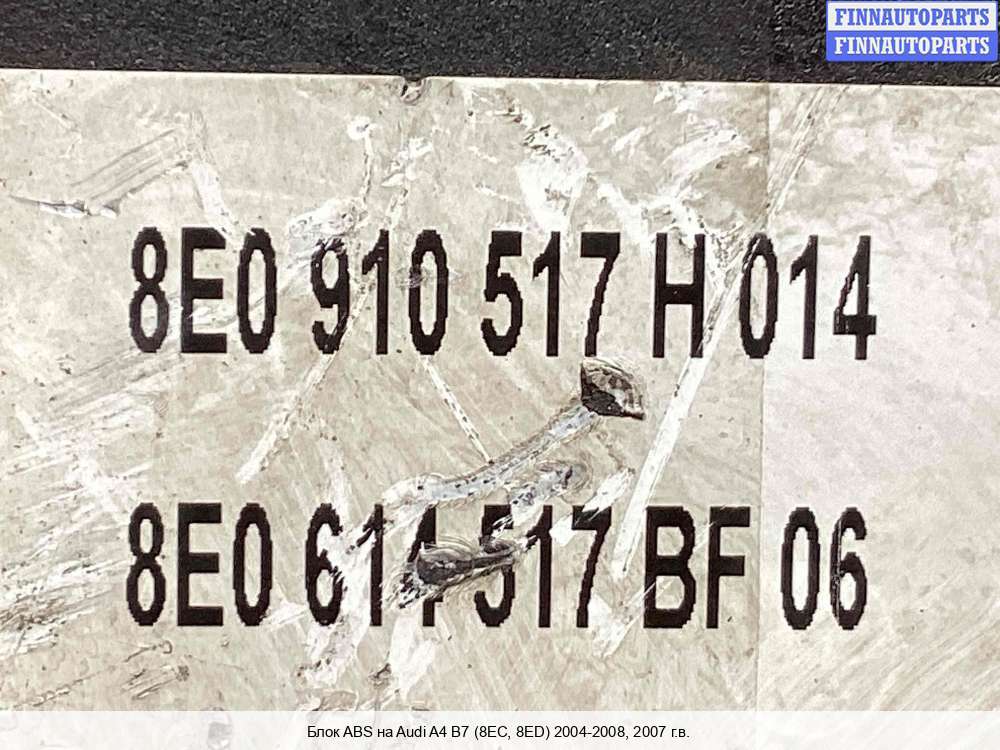 FINNAUTOPARTS
FINNAUTOPARTS
8E0 910 517 H 014
8E0 614 517 BF 06
Блок ABS на Audi A4 B7 (8EC, 8ED) 2004-2008, 2007 г.в.